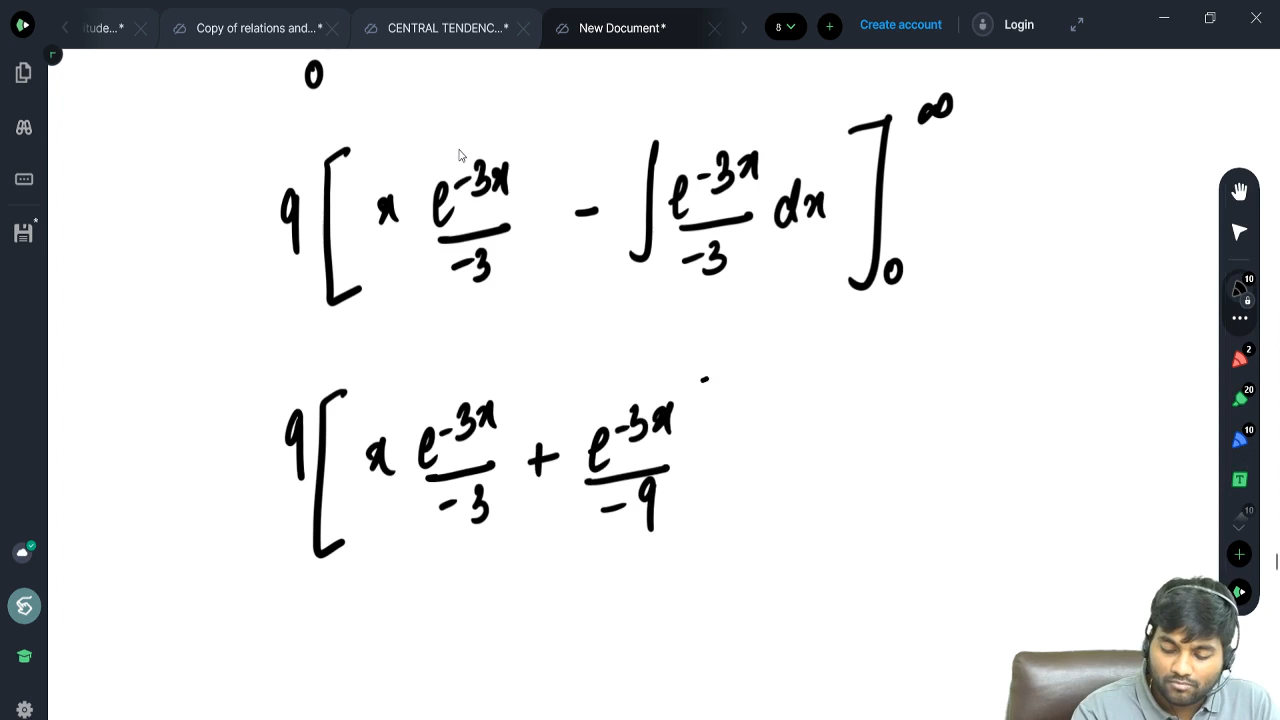 itude...* Copy of relations and...* CENTRAL TENDENC...* New Document* 8 Create account Login
0
9 [ x e^{-3x}/-3 - ∫ e^{-3x}/-3 dx ]_0^∞
9 [ x e^{-3x}/-3 + e^{-3x}/-9
10
2
20
10
T
10